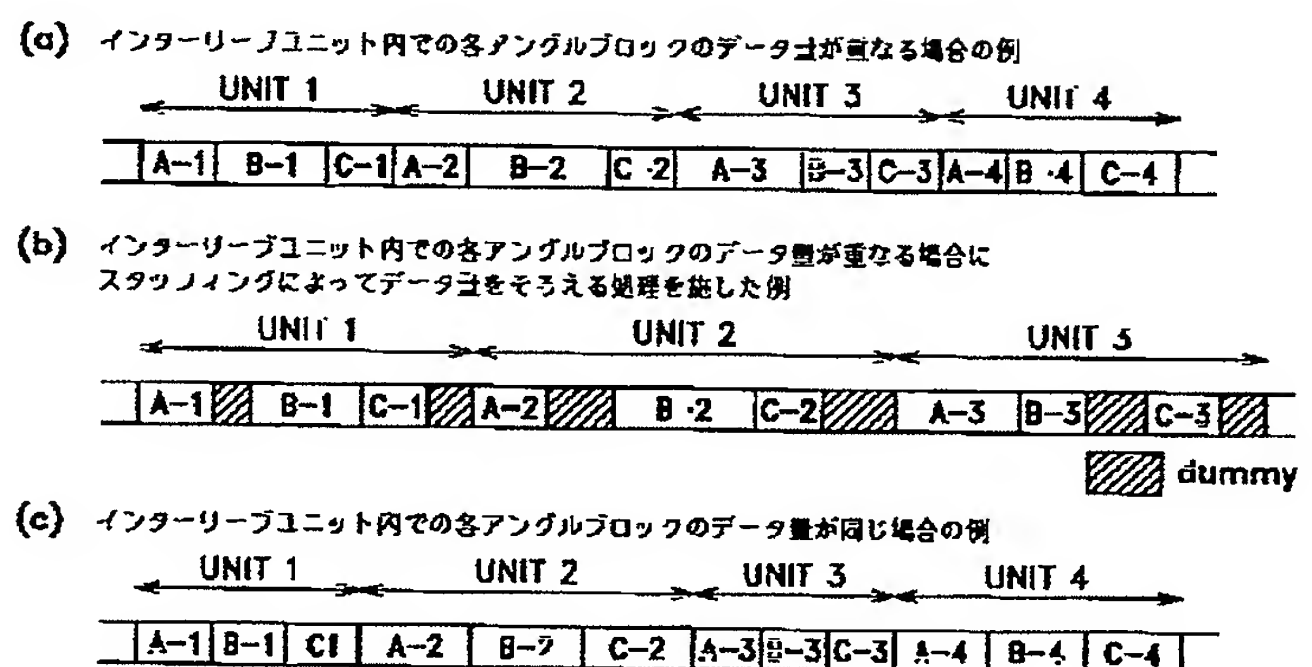 (a) インターリーブユニット内での各アングルブロックのデータ量が重なる場合の例
UNIT 1 UNIT 2 UNIT 3 UNIT 4
A-1 B-1 C-1 A-2 B-2 C-2 A-3 B-3 C-3 A-4 B-4 C-4
(b) インターリーブユニット内での各アングルブロックのデータ量が重なる場合に
スタッフィングによってデータ量をそろえる処理を施した例
UNIT 1 UNIT 2 UNIT 3
A-1 B-1 C-1 A-2 B-2 C-2 A-3 B-3 C-3
dummy
(c) インターリーブユニット内での各アングルブロックのデータ量が同じ場合の例
UNIT 1 UNIT 2 UNIT 3 UNIT 4
A-1 B-1 C1 A-2 B-2 C-2 A-3 B-3 C-3 A-4 B-4 C-4